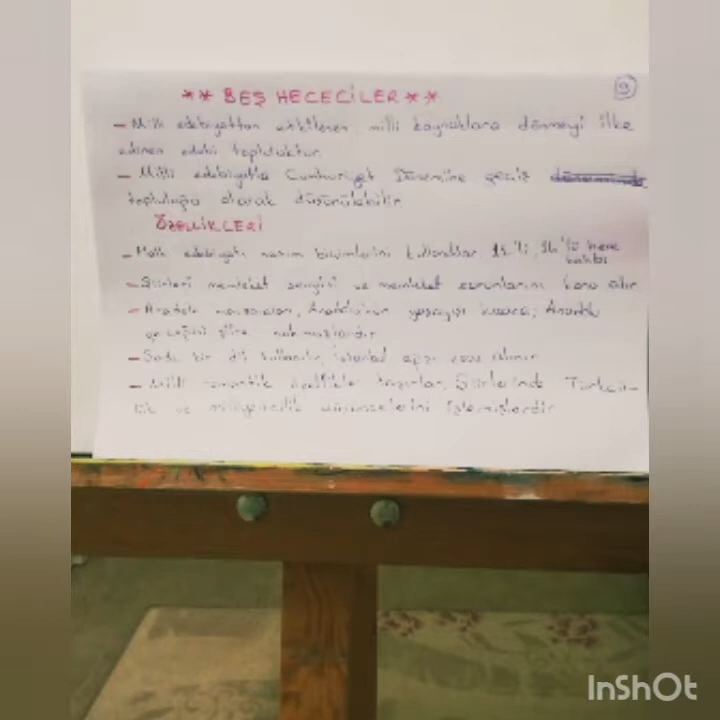 ** BEŞ HECECİLER **
9
- Milli edebiyattan etkilenen milli kaynaklara dönmeyi ilke
edinen edebi topluluktur.
- Milli edebiyatla Cumhuriyet Dönemine geçiş
topluluğu olarak düşünülebilir.
ÖZELLİKLERİ
- Halk edebiyatı nazım biçimlerini kullandılar 11'li, 14'lü hece
kalıbı
- Şiirleri memleket sevgisi ve memleket sorunlarını konu alır
- Anadolu manzaraları, Anadolu'nun yaşayışı kısaca; Anadolu
gerçeğini şiire
- Sade bir dil kullanılır, İstanbul ağzı esas alınır
- Milli romantik özellikler taşırlar, Şiirlerinde Türkçü-
lük ve milliyetçilik düşüncelerini işlemişlerdir
InShOt